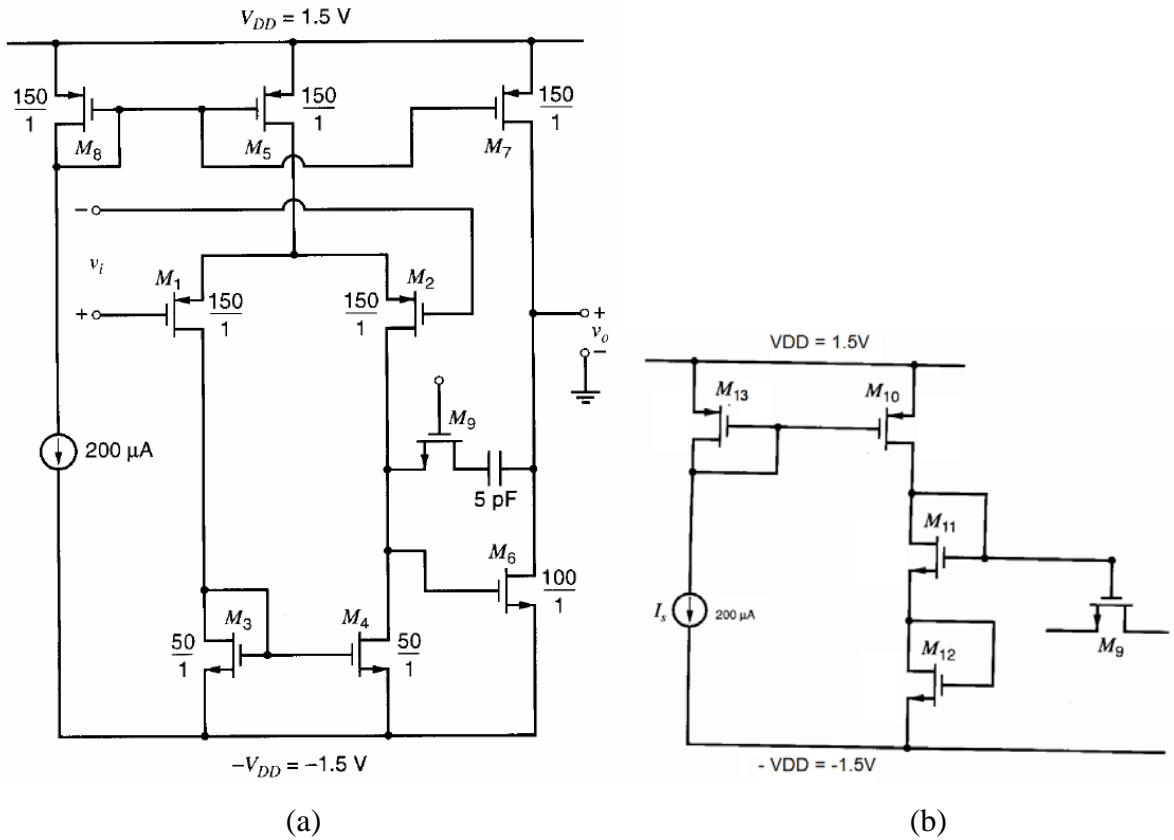 V_DD = 1.5 V
150/1
M_8
150/1
M_5
150/1
M_7
−
v_i
+
M_1
150/1
M_2
150/1
+
v_o
−
M_9
5 pF
200 µA
M_6
100/1
M_3
50/1
M_4
50/1
−V_DD = −1.5 V
(a)
VDD = 1.5V
M_13
M_10
M_11
I_s
200 µA
M_9
M_12
- VDD = -1.5V
(b)